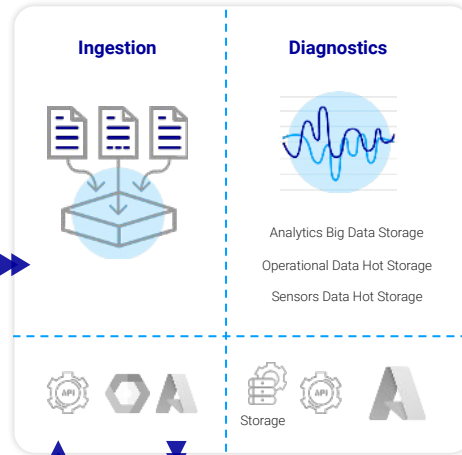 Ingestion
Diagnostics
Analytics Big Data Storage
Operational Data Hot Storage
Sensors Data Hot Storage
API
API
Storage